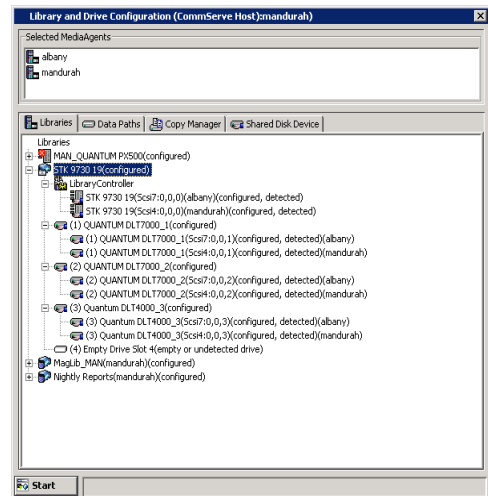 Library and Drive Configuration (CommServe Host):mandurah)
Selected MediaAgents
albany
mandurah
Libraries
Data Paths
Copy Manager
Shared Disk Device
Libraries
MAN_QUANTUM PX500(configured)
STK 9730 19(configured)
LibraryController
STK 9730 19(Scsi7:0,0,0)(albany)(configured, detected)
STK 9730 19(Scsi4:0,0,0)(mandurah)(configured, detected)
(1) QUANTUM DLT7000_1(configured)
(1) QUANTUM DLT7000_1(Scsi7:0,0,1)(configured, detected)(albany)
(1) QUANTUM DLT7000_1(Scsi4:0,0,1)(configured, detected)(mandurah)
(2) QUANTUM DLT7000_2(configured)
(2) QUANTUM DLT7000_2(Scsi7:0,0,2)(configured, detected)(albany)
(2) QUANTUM DLT7000_2(Scsi4:0,0,2)(configured, detected)(mandurah)
(3) Quantum DLT4000_3(configured)
(3) Quantum DLT4000_3(Scsi7:0,0,3)(configured, detected)(albany)
(3) Quantum DLT4000_3(Scsi4:0,0,3)(configured, detected)(mandurah)
(4) Empty Drive Slot 4(empty or undetected drive)
MagLib_MAN(mandurah)(configured)
Nightly Reports(mandurah)(configured)
Start